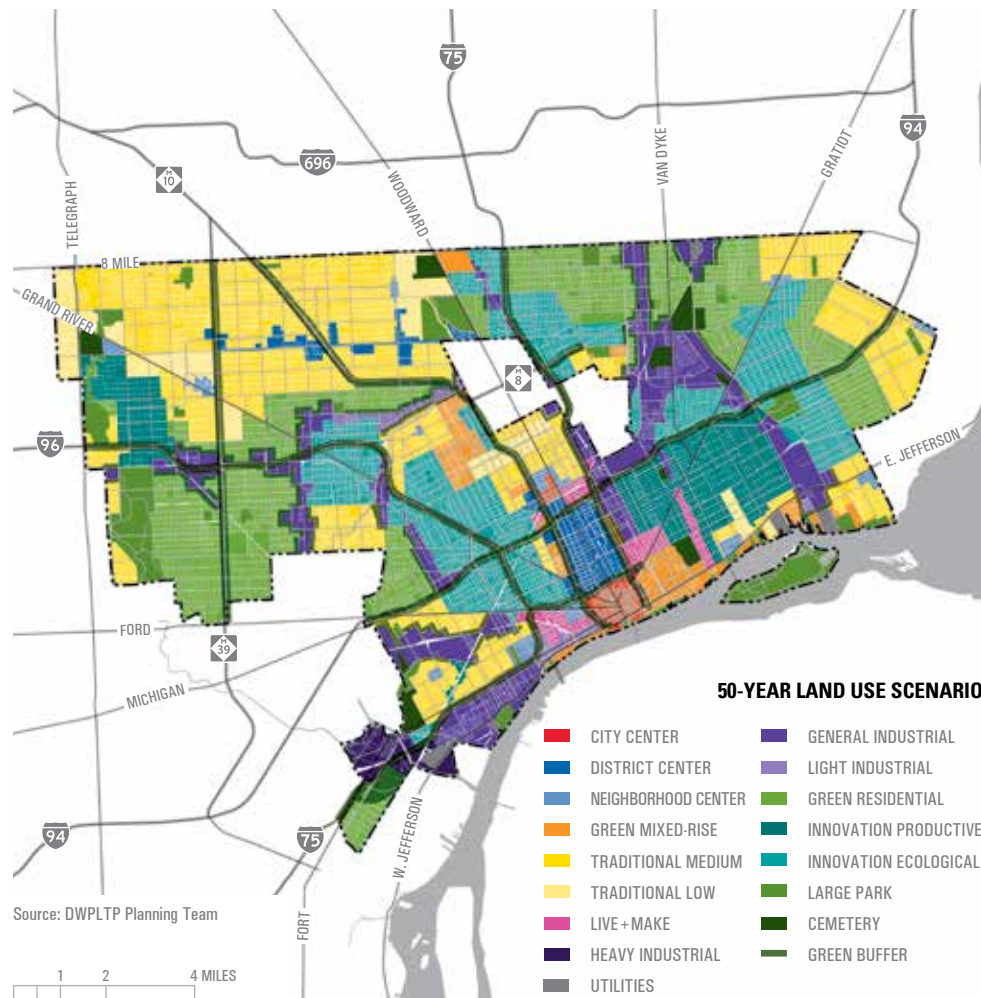 75
94
696
M
10
WOODWARD
VAN DYKE
GRATIOT
TELEGRAPH
8 MILE
GRAND RIVER
M
8
96
E. JEFFERSON
FORD
M
39
MICHIGAN
94
75
W. JEFFERSON
FORT
50-YEAR LAND USE SCENARIO
CITY CENTER
DISTRICT CENTER
NEIGHBORHOOD CENTER
GREEN MIXED-RISE
TRADITIONAL MEDIUM
TRADITIONAL LOW
LIVE+MAKE
HEAVY INDUSTRIAL
UTILITIES
GENERAL INDUSTRIAL
LIGHT INDUSTRIAL
GREEN RESIDENTIAL
INNOVATION PRODUCTIVE
INNOVATION ECOLOGICAL
LARGE PARK
CEMETERY
GREEN BUFFER
Source: DWPLTP Planning Team
1 2 4 MILES